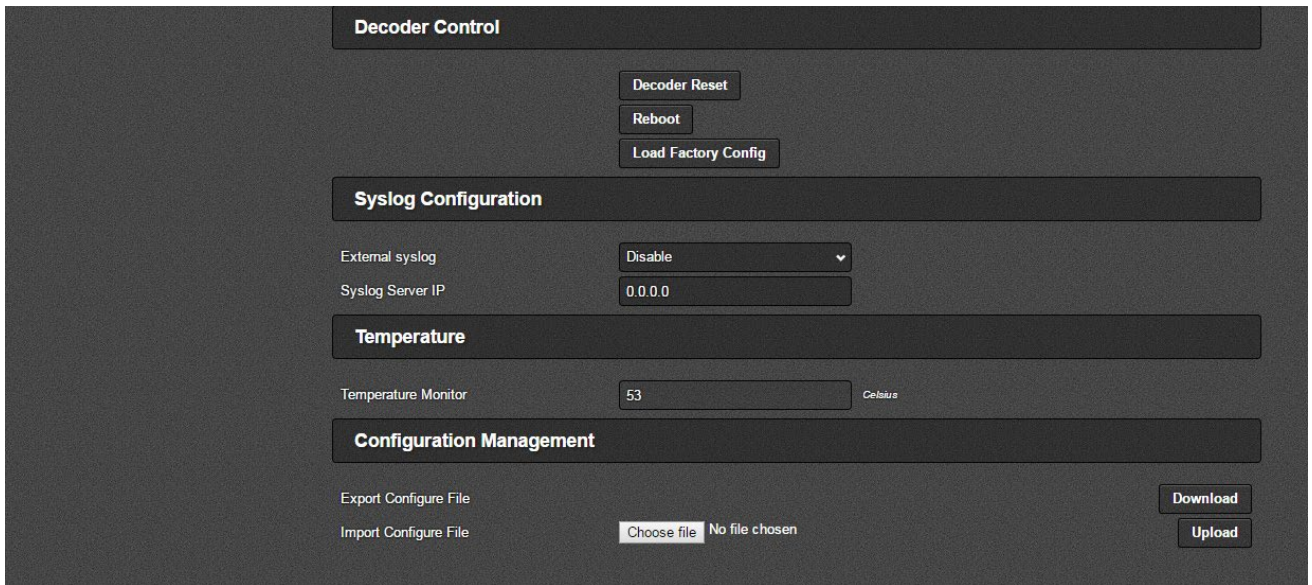 Decoder Control
Decoder Reset
Reboot
Load Factory Config
Syslog Configuration
External syslog Disable
Syslog Server IP 0.0.0.0
Temperature
Temperature Monitor 53 Celsius
Configuration Management
Export Configure File Download
Import Configure File Choose file No file chosen Upload